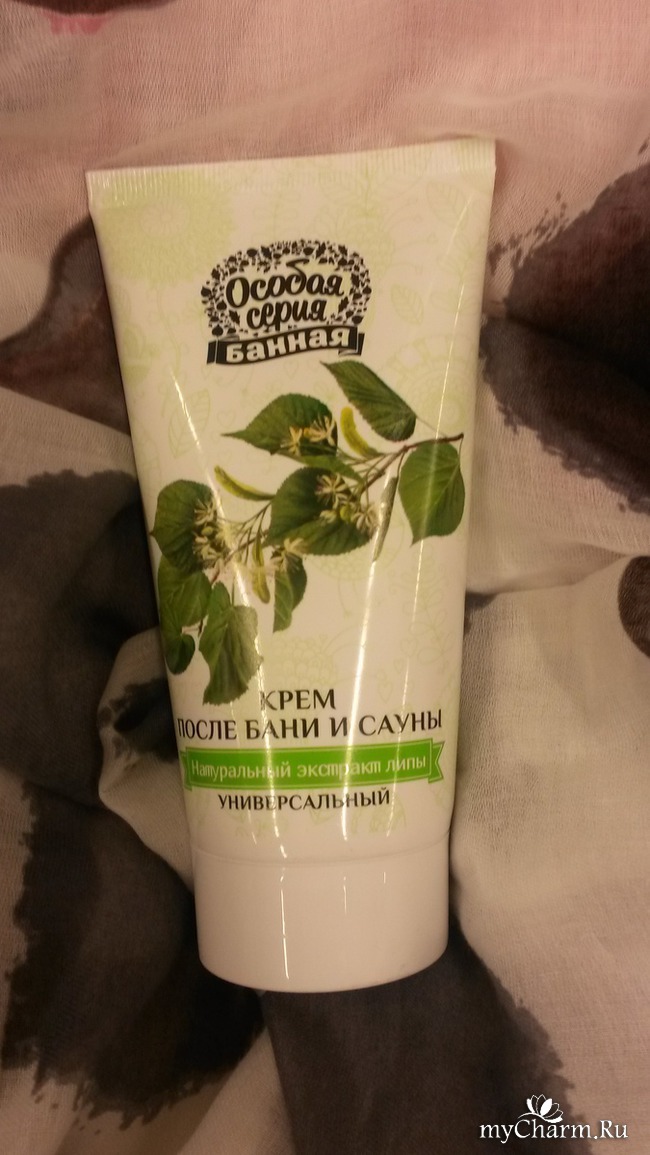 Особая
серия
банная
КРЕМ
ПОСЛЕ БАНИ И САУНЫ
Натуральный экстракт липы
УНИВЕРСАЛЬНЫЙ
myCharm.Ru